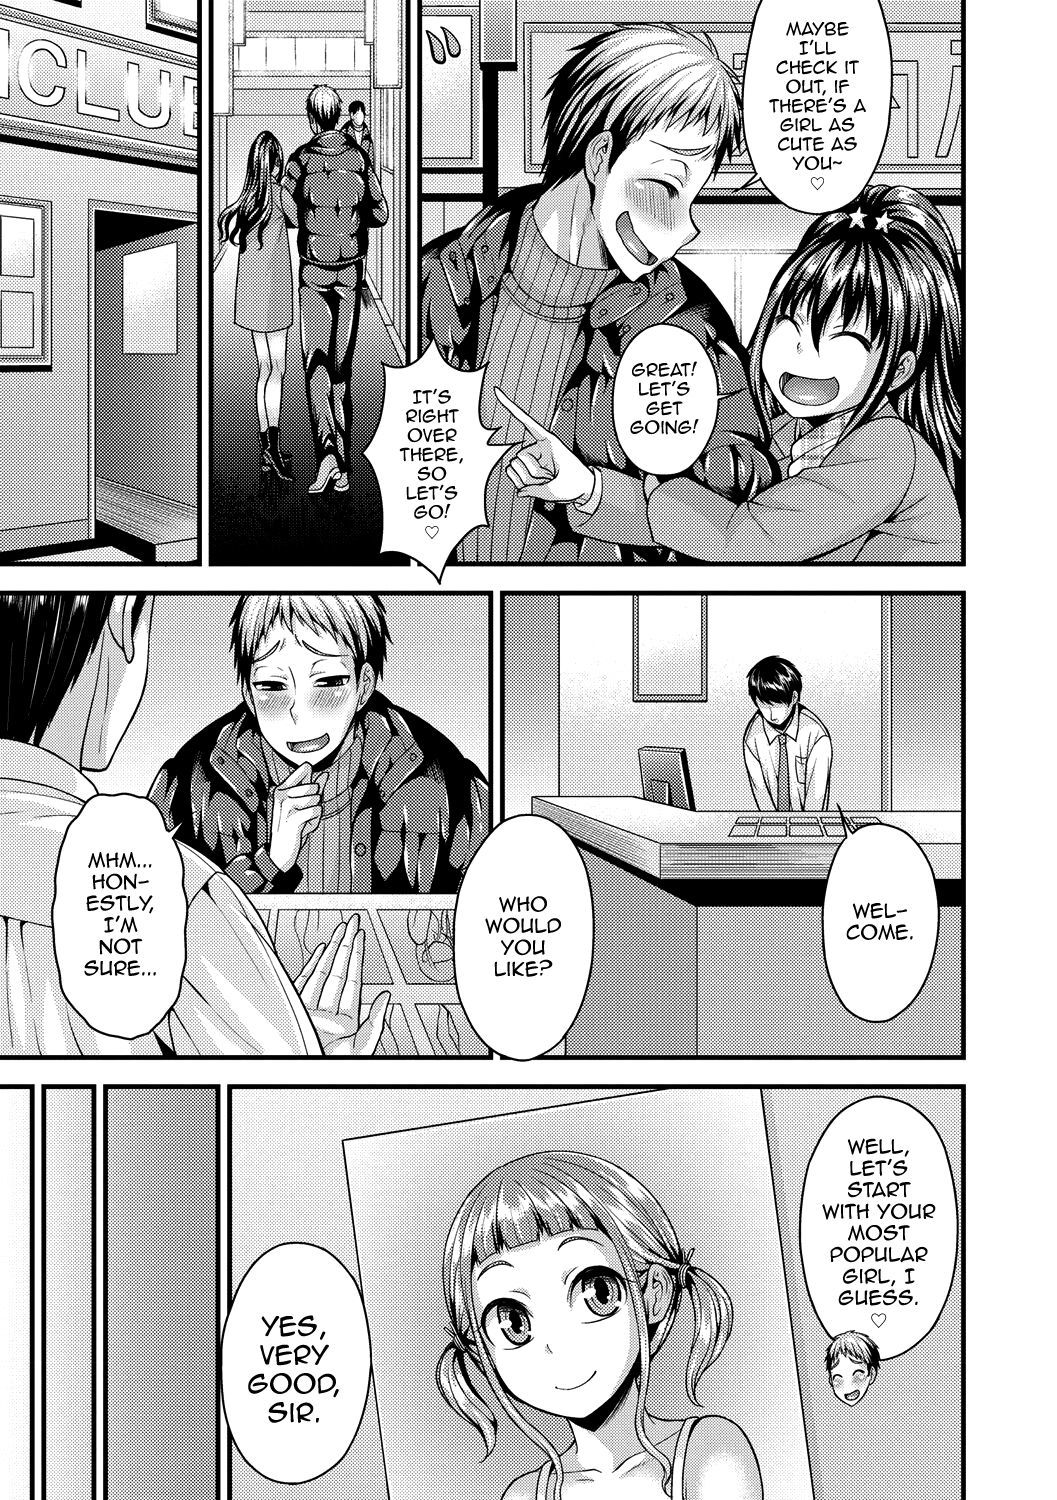 MAYBE
I'LL
CHECK IT
OUT, IF
THERE'S A
GIRL AS
CUTE AS
YOU~
♡
GREAT!
LET'S
GET
GOING!
IT'S
RIGHT
OVER
THERE,
SO
LET'S
GO!
♡
CLUB
WEL-
COME.
WHO
WOULD
YOU
LIKE?
MHM...
HON-
ESTLY,
I'M
NOT
SURE...
WELL,
LET'S
START
WITH YOUR
MOST
POPULAR
GIRL, I
GUESS.
♡
YES,
VERY
GOOD,
SIR.